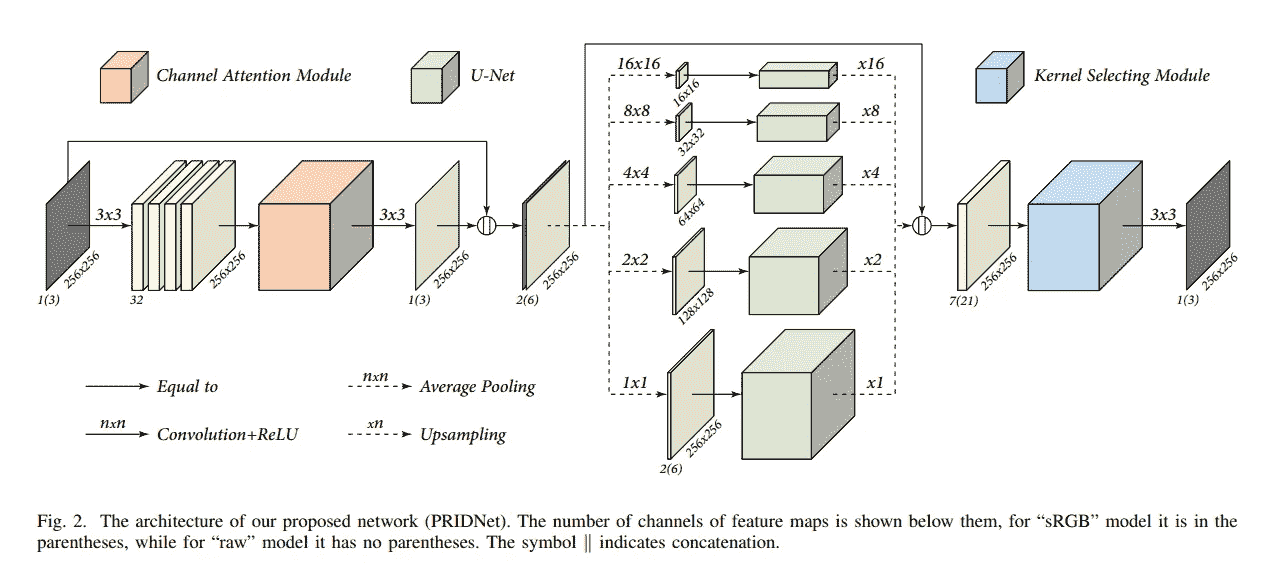 Channel Attention Module
U-Net
Kernel Selecting Module
16x16
16x16
x16
8x8
32x32
x8
4x4
64x64
x4
2x2
128x128
x2
1x1
256x256
2(6)
x1
3x3
256x256
1(3)
256x256
32
3x3
256x256
1(3)
256x256
2(6)
256x256
7(21)
3x3
256x256
1(3)
Equal to
nxn
Average Pooling
nxn
Convolution+ReLU
xn
Upsampling
Fig. 2. The architecture of our proposed network (PRIDNet). The number of channels of feature maps is shown below them, for “sRGB” model it is in the
parentheses, while for “raw” model it has no parentheses. The symbol || indicates concatenation.